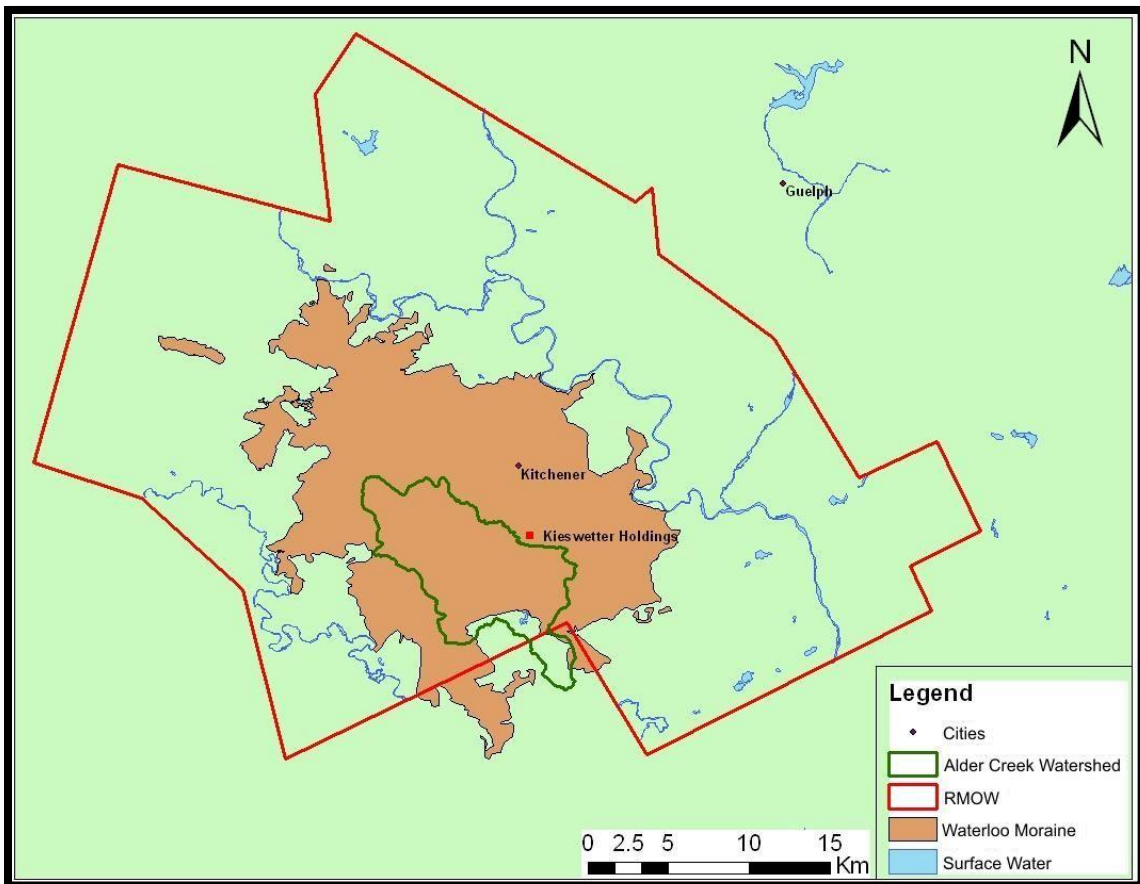 N
Guelph
Kitchener
Kieswetter Holdings
Legend
Cities
Alder Creek Watershed
RMOW
Waterloo Moraine
Surface Water
0 2.5 5 10 15
Km